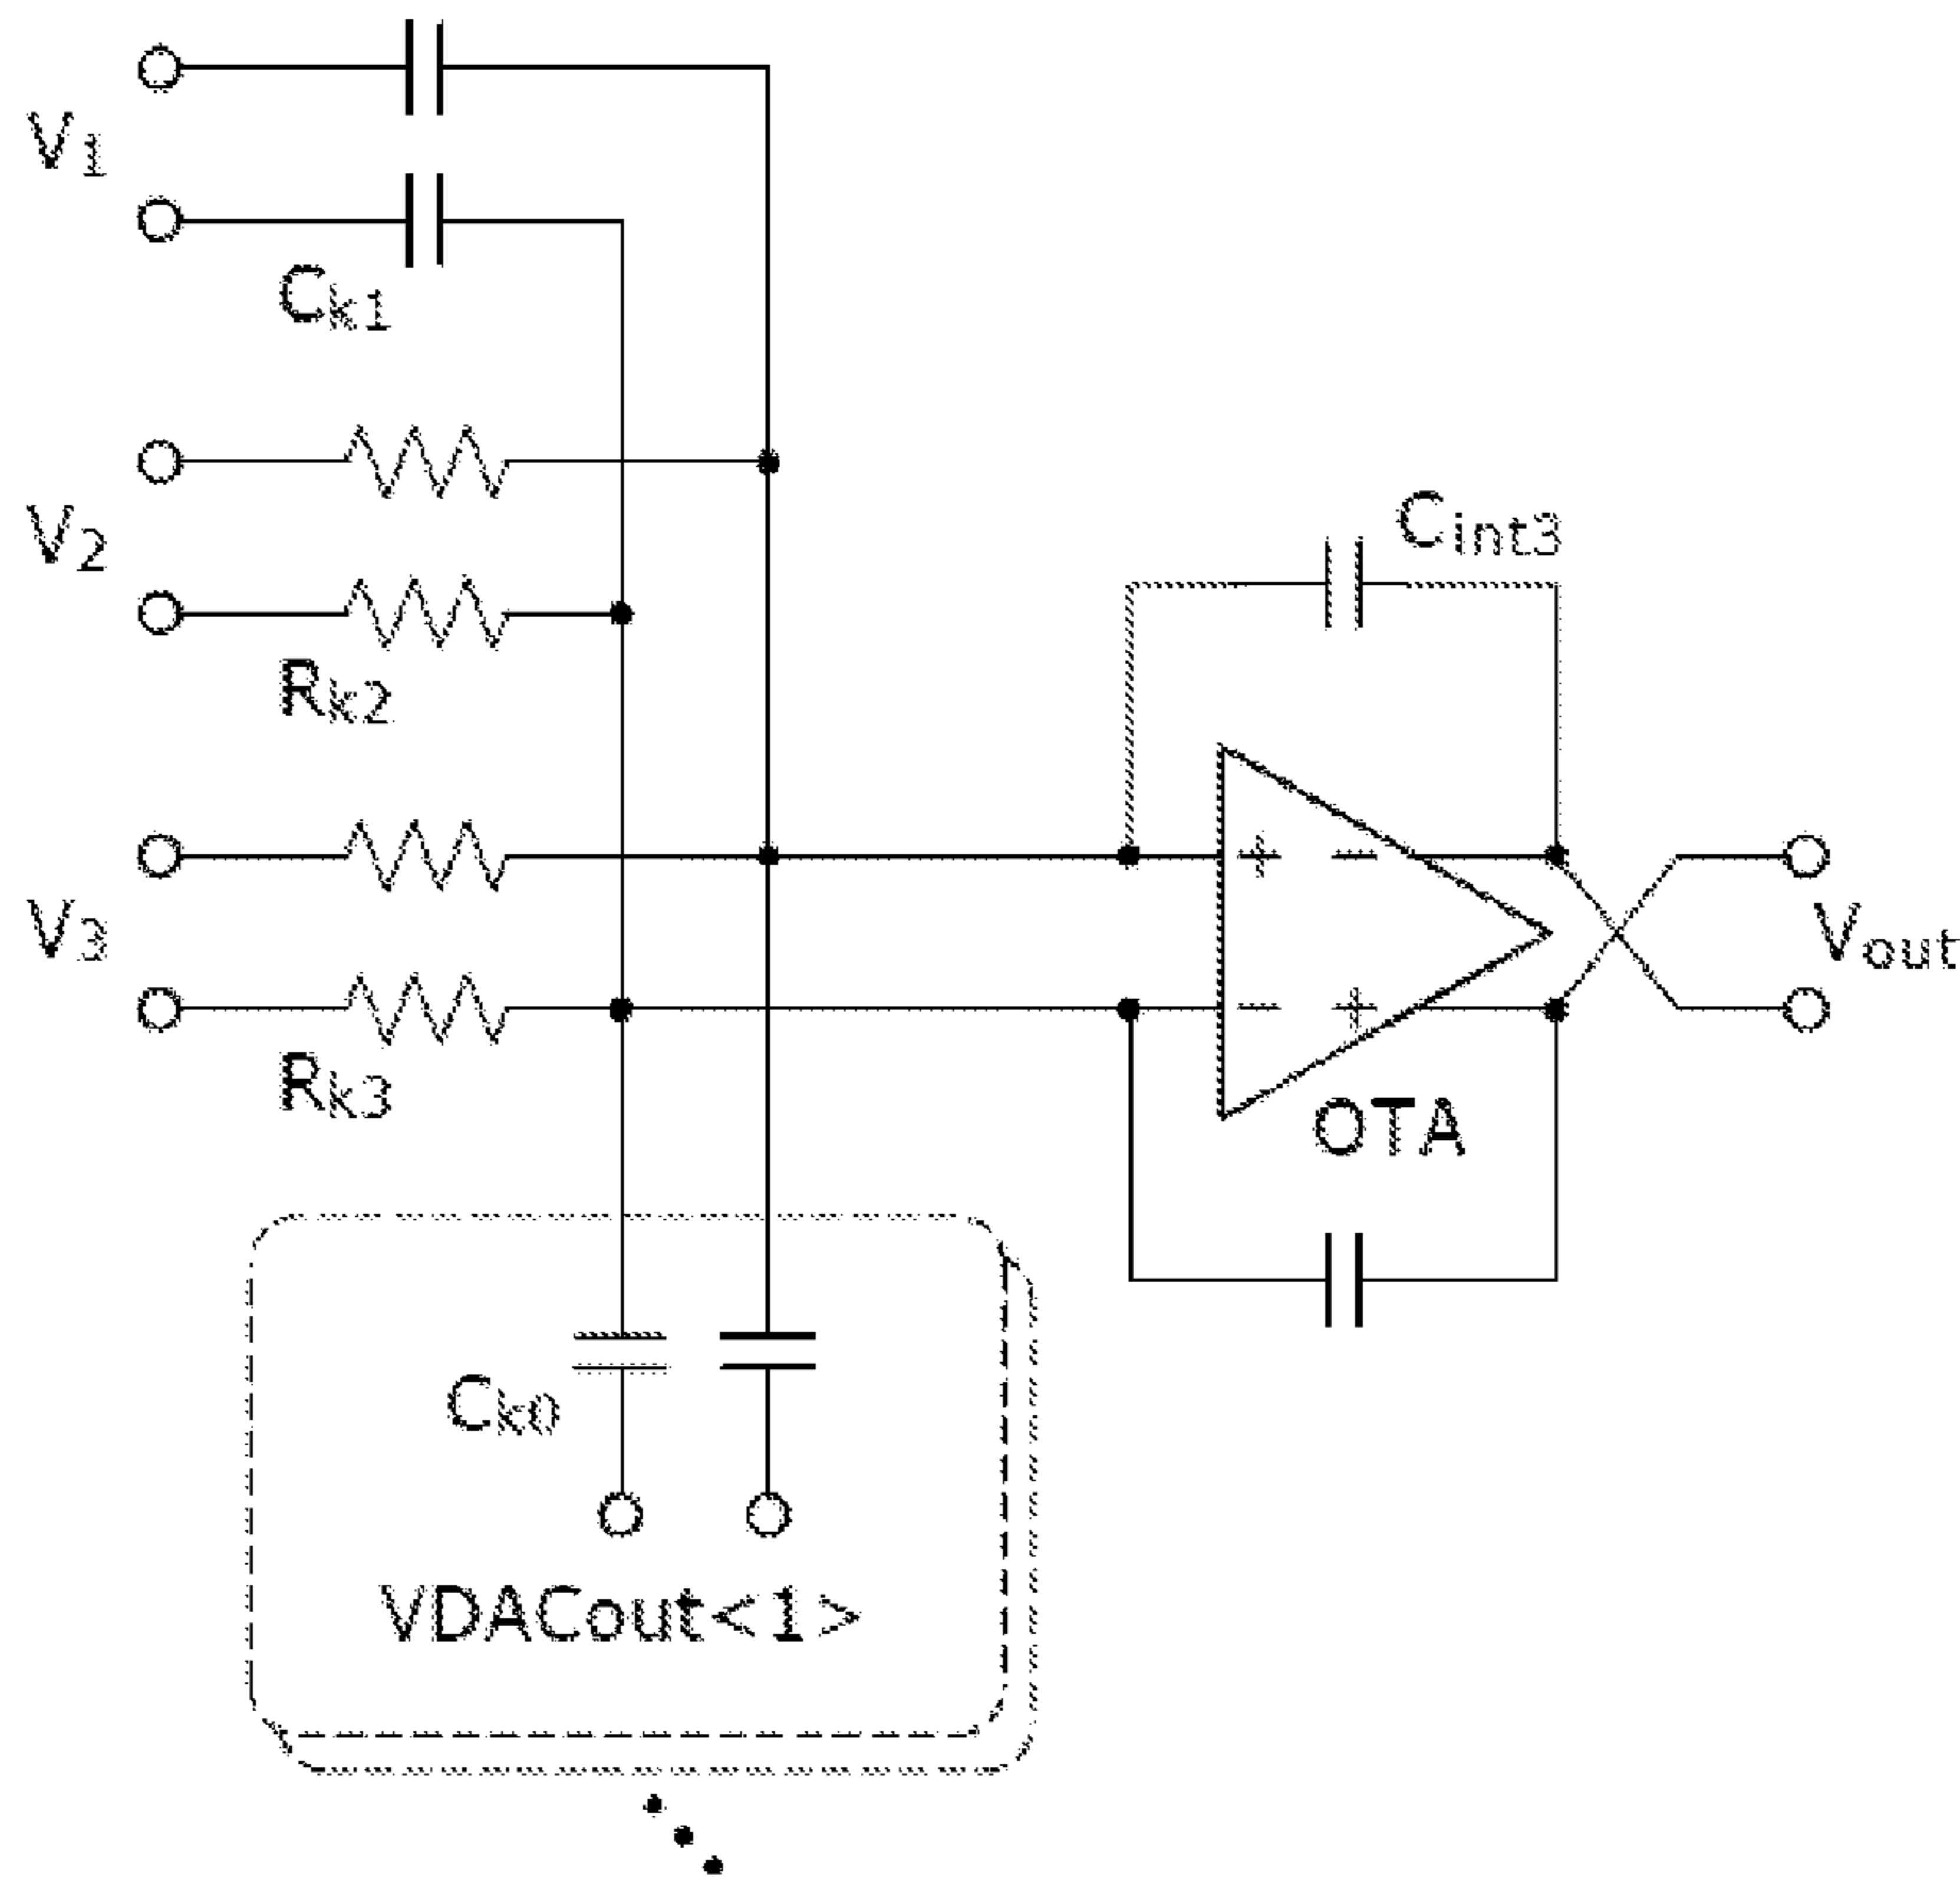 V1
Ck1
V2
Rk2
Cint3
V3
Rk3
+ −
− +
Vout
OTA
Ck0
VDACout<1>